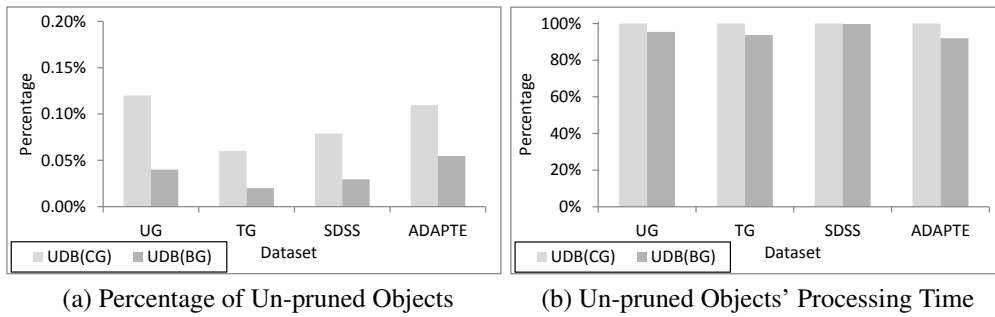 0.20%
0.15%
0.10%
0.05%
0.00%
Percentage
UG TG SDSS ADAPTE
Dataset
UDB(CG) UDB(BG)
(a) Percentage of Un-pruned Objects
100%
80%
60%
40%
20%
0%
Percentage
UG TG SDSS ADAPTE
Dataset
UDB(CG) UDB(BG)
(b) Un-pruned Objects’ Processing Time